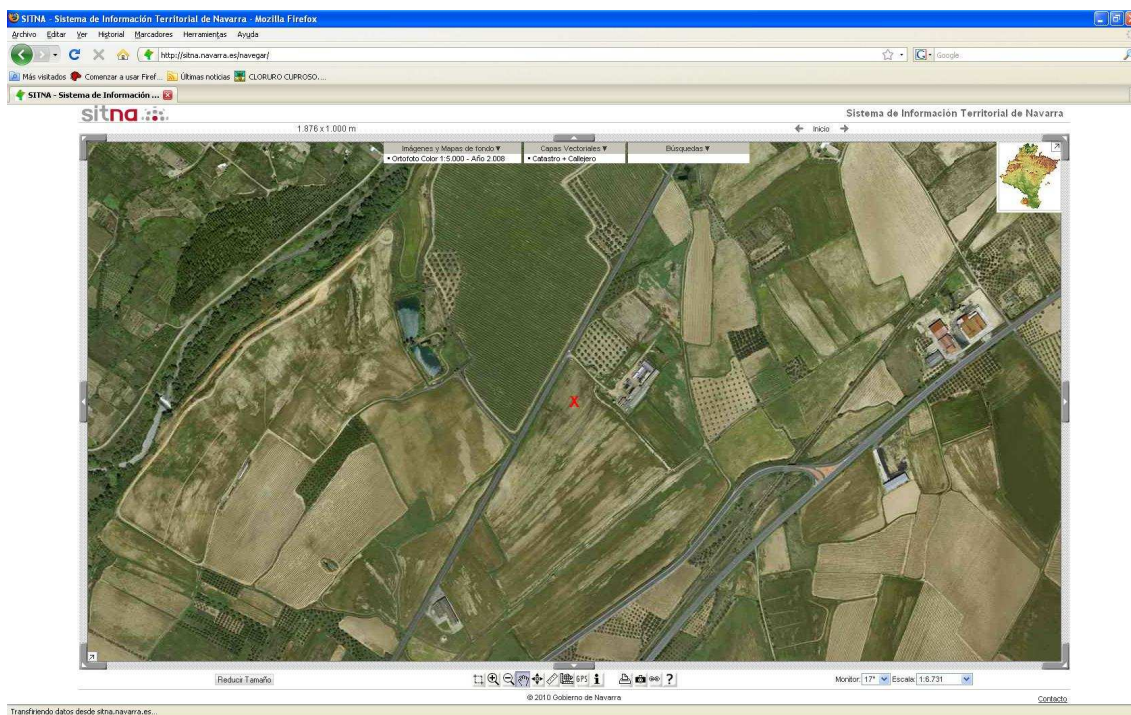 SITNA - Sistema de Información Territorial de Navarra - Mozilla Firefox
Archivo Editar Ver Historial Marcadores Herramientas Ayuda
http://sitna.navarra.es/navegar/
Google
Más visitados Comenzar a usar Firef... Últimas noticias CLORURO CUPROSO....
SITNA - Sistema de Información ...
sitna
Sistema de Información Territorial de Navarra
1.876 x 1.000 m
Inicio
Imágenes y Mapas de fondo ▼ Capas Vectoriales ▼ Búsquedas ▼
• Ortofoto Color 1:5.000 - Año 2.008 • Catastro + Callejero
X
Reducir Tamaño
GPS
Monitor: 17" Escala: 1:6.731
© 2010 Gobierno de Navarra
Contacto
Transfiriendo datos desde sitna.navarra.es...